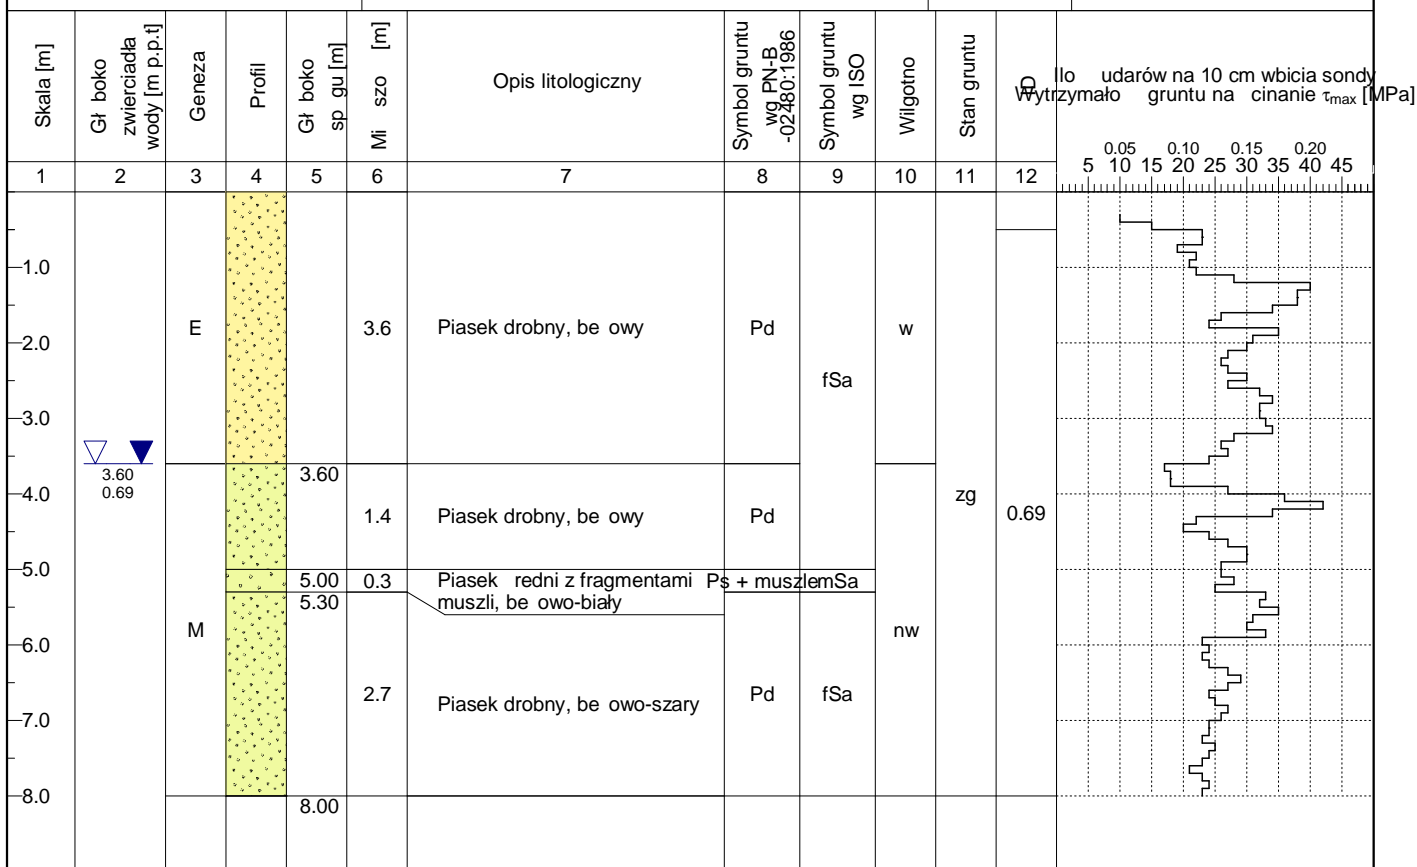 Skala [m]
Gł boko
zwierciadła
wody [m p.p.t]
Geneza
Profil
Gł boko
sp gu [m]
Mi szo [m]
Opis litologiczny
Symbol gruntu
wg PN-B
-02480:1986
Symbol gruntu
wg ISO
Wilgotno
Stan gruntu
ID
Ilo udarów na 10 cm wbicia sondy
Wytrzymało gruntu na cinanie τmax [MPa]
0.05 0.10 0.15 0.20
5 10 15 20 25 30 35 40 45
1 2 3 4 5 6 7 8 9 10 11 12
1.0
2.0
3.0
4.0
5.0
6.0
7.0
8.0
3.60
0.69
E
M
3.60
5.00
5.30
8.00
3.6
1.4
0.3
2.7
Piasek drobny, be owy
Piasek drobny, be owy
Piasek redni z fragmentami
muszli, be owo-biały
Piasek drobny, be owo-szary
Pd
Pd
Ps + muszle
Pd
fSa
mSa
fSa
w
nw
zg
0.69